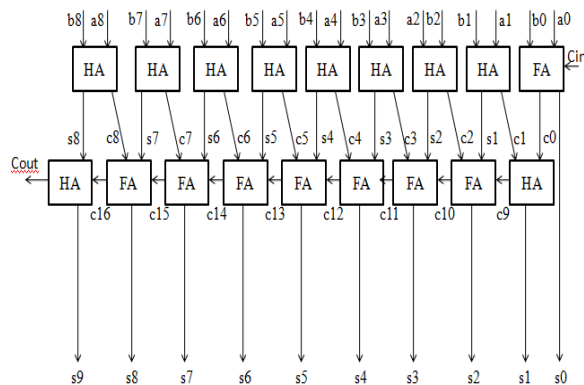 b8 a8 b7 a7 b6 a6 b5 a5 b4 a4 b3 a3 a2 b2 b1 a1 b0 a0
Cin
HA HA HA HA HA HA HA HA FA
s8 c8 s7 c7 s6 c6 s5 c5 s4 c4 s3 c3 s2 c2 s1 c1 c0
Cout
HA FA FA FA FA FA FA FA HA
c16 c15 c14 c13 c12 c11 c10 c9
s9 s8 s7 s6 s5 s4 s3 s2 s1 s0